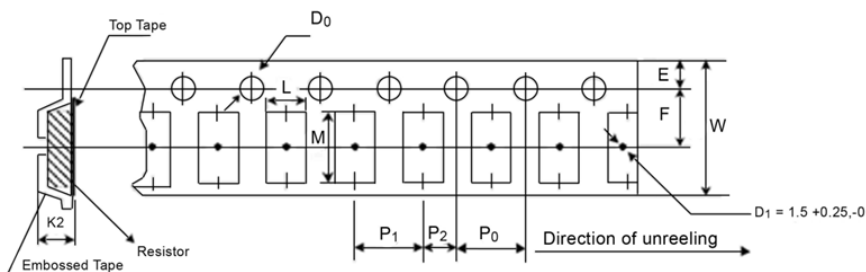 Top Tape
D0
E
L
F
W
M
K2
D1 = 1.5 +0.25,-0
P1
P2
P0
Direction of unreeling
Resistor
Embossed Tape